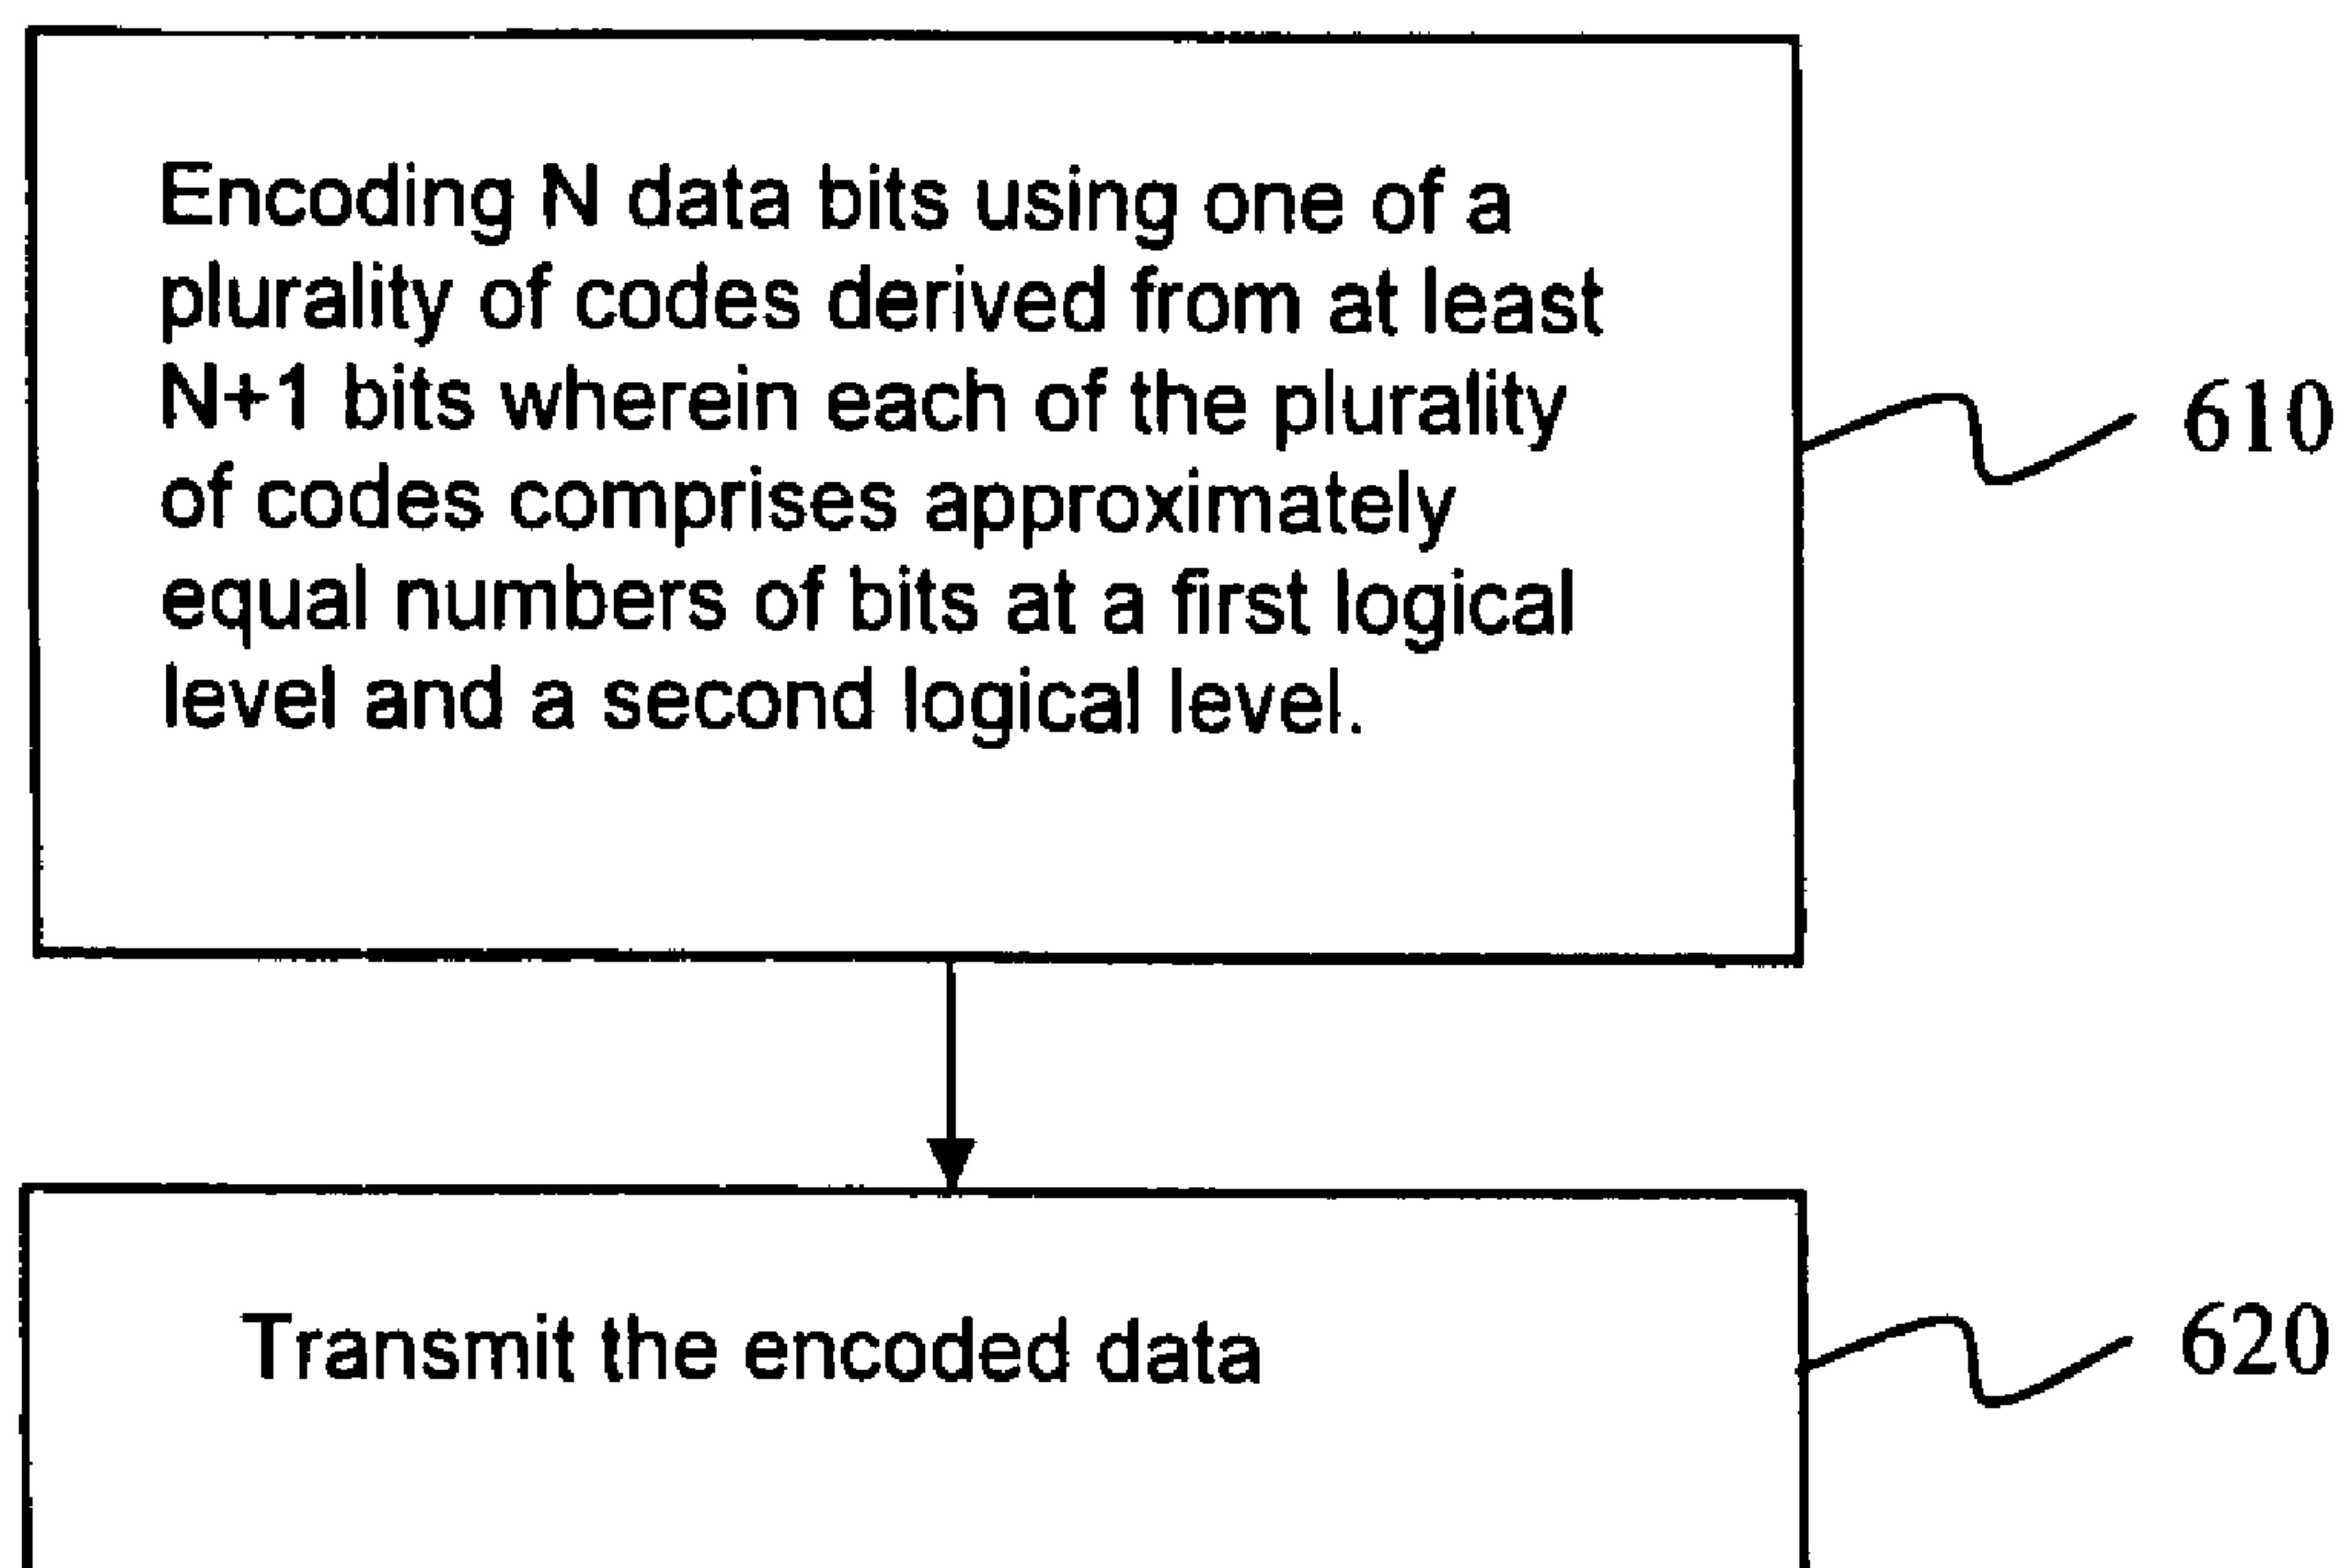 Encoding N data bits using one of a
plurality of codes derived from at least
N+1 bits wherein each of the plurality
of codes comprises approximately
equal numbers of bits at a first logical
level and a second logical level.
610
Transmit the encoded data
620